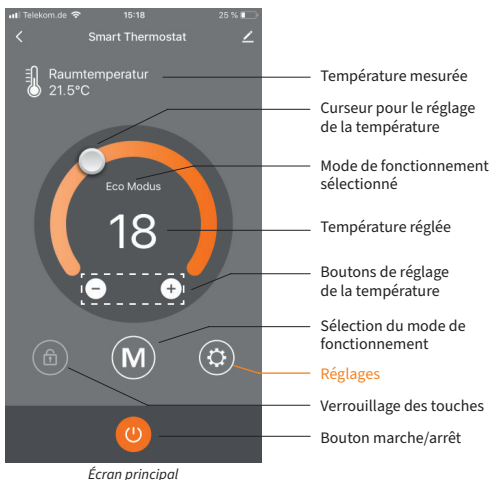 Telekom.de 15:18 25 %
Smart Thermostat
Raumtemperatur
21.5°C
Eco Modus
18
M
Température mesurée
Curseur pour le réglage
de la température
Mode de fonctionnement
sélectionné
Température réglée
Boutons de réglage
de la température
Sélection du mode de
fonctionnement
Réglages
Verrouillage des touches
Bouton marche/arrêt
Écran principal